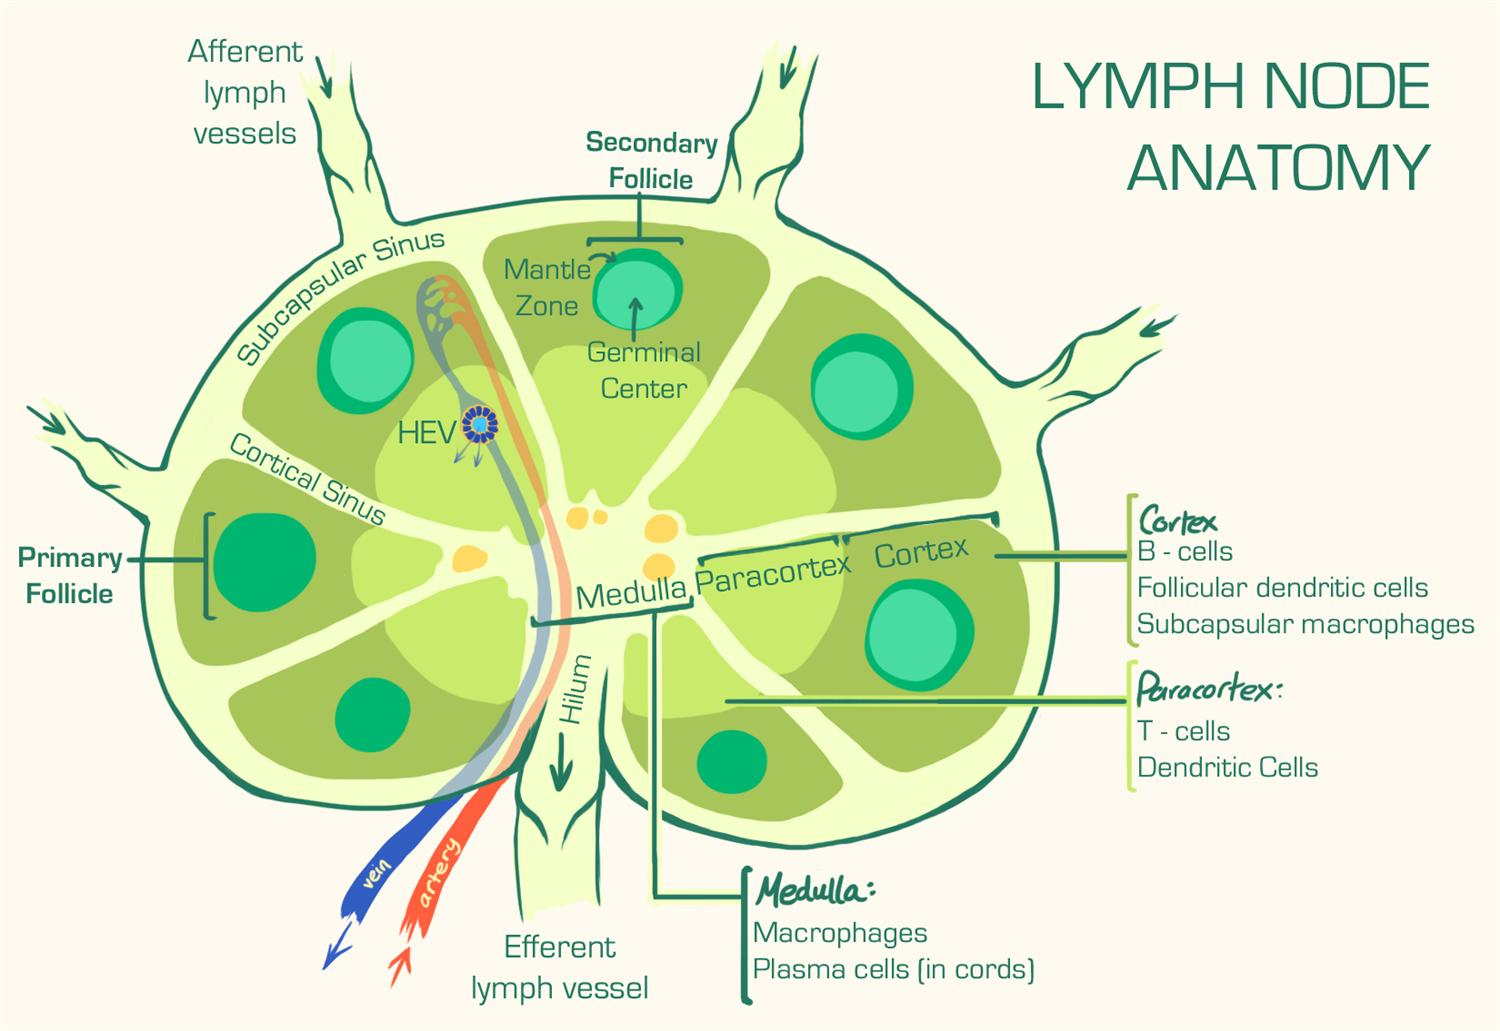 LYMPH NODE
ANATOMY
Afferent
lymph
vessels
Secondary
Follicle
Subcapsular Sinus
Mantle
Zone
Germinal
Center
HEV
Cortical Sinus
Primary
Follicle
Medulla
Paracortex
Cortex
Hilum
Cortex
B - cells
Follicular dendritic cells
Subcapsular macrophages
Paracortex:
T - cells
Dendritic Cells
vein
artery
Medulla:
Macrophages
Plasma cells (in cords)
Efferent
lymph vessel